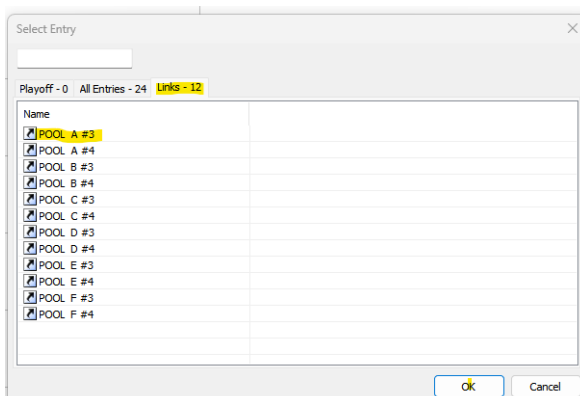 Select Entry
Playoff - 0 All Entries - 24 Links - 12
Name
POOL A #3
POOL A #4
POOL B #3
POOL B #4
POOL C #3
POOL C #4
POOL D #3
POOL D #4
POOL E #3
POOL E #4
POOL F #3
POOL F #4
OK Cancel